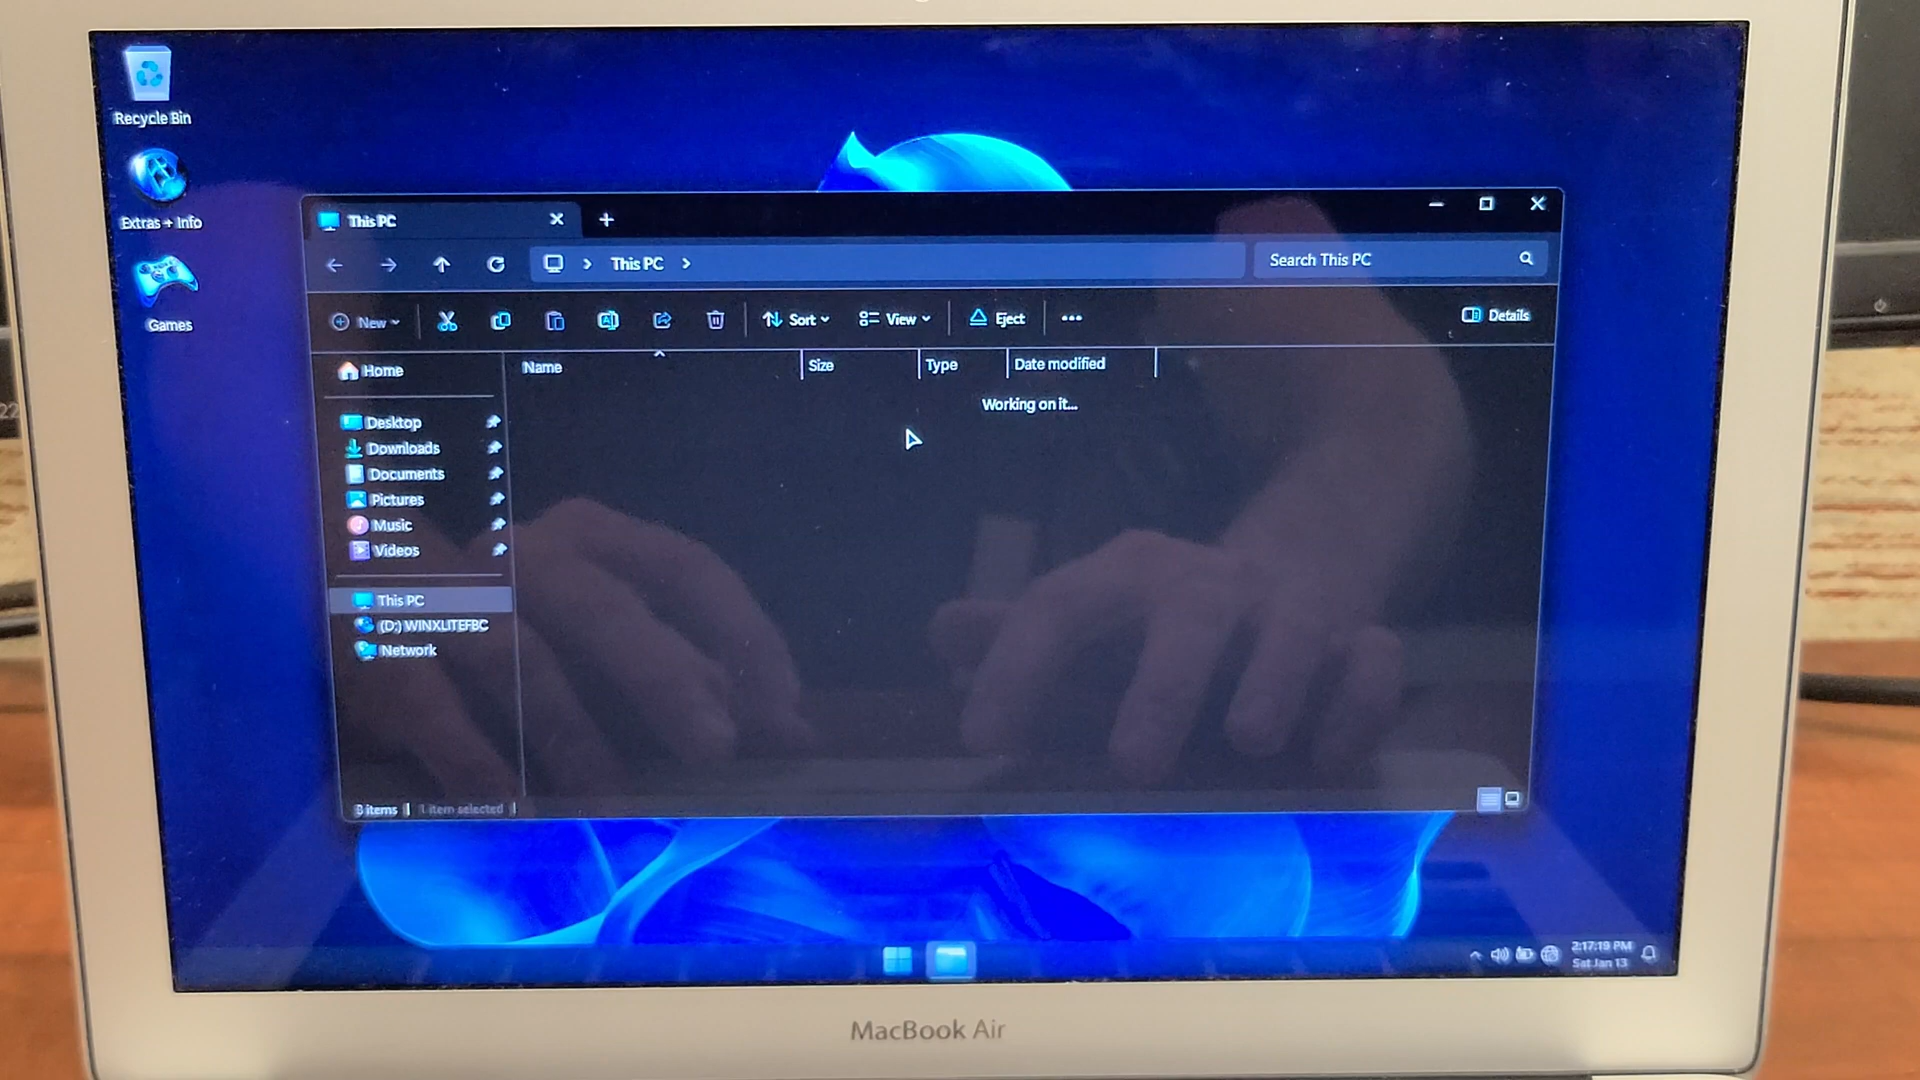 Recycle Bin
Extras + Info
Games
This PC
This PC
Search This PC
New
Sort
View
Eject
Details
Name
Size
Type
Date modified
Working on it...
Home
Desktop
Downloads
Documents
Pictures
Music
Videos
This PC
(D:) WINXLITEFBC
Network
3 items
1 item selected
2:17:19 PM
Sat Jan 13
MacBook Air
22